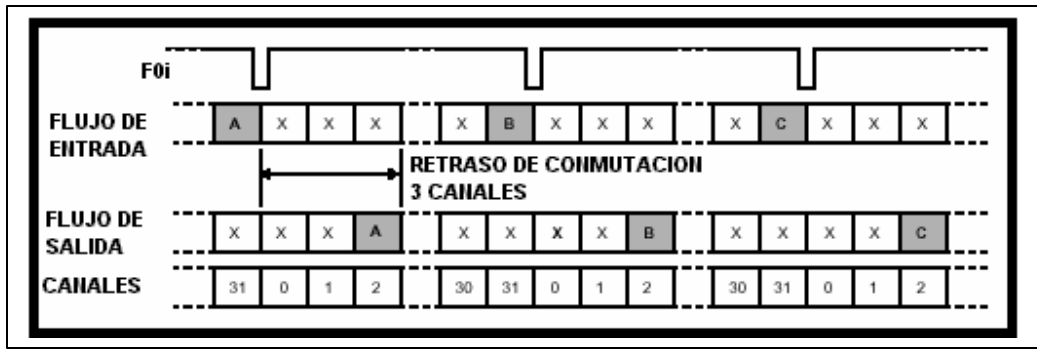 F0i
FLUJO DE ENTRADA
A X X X X B X X X X C X X X
RETRASO DE CONMUTACION
3 CANALES
FLUJO DE SALIDA
X X X A X X X X B X X X X C
CANALES
31 0 1 2 30 31 0 1 2 30 31 0 1 2